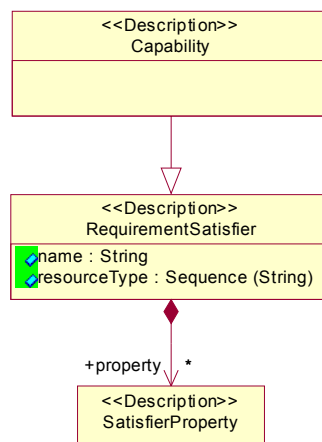 <<Description>>
Capability
<<Description>>
RequirementSatisfier
name : String
resourceType : Sequence (String)
+property *
<<Description>>
SatisfierProperty